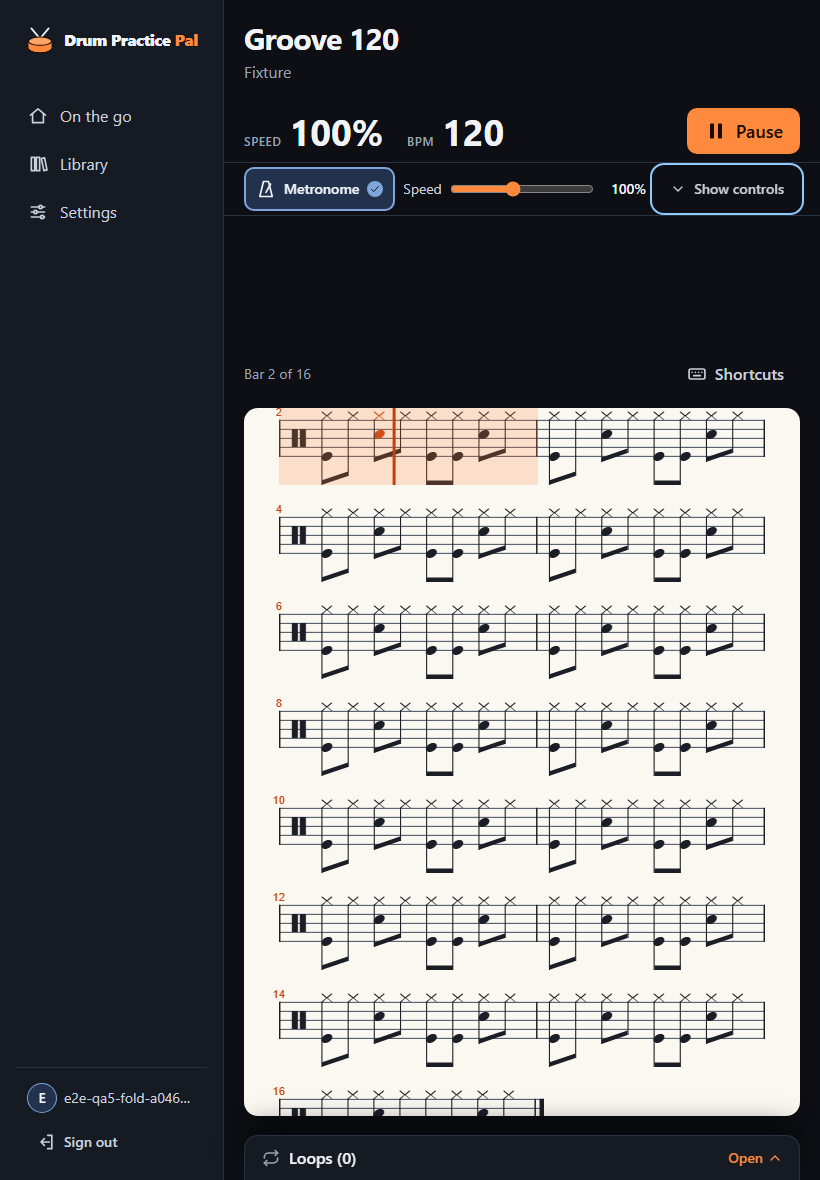 Drum Practice Pal
On the go
Library
Settings
e2e-qa5-fold-a046...
E
Sign out
Groove 120
Fixture
SPEED 100% BPM 120
Pause
Metronome Speed 100% Show controls
Bar 2 of 16
Shortcuts
2
4
6
8
10
12
14
16
Loops (0)
Open